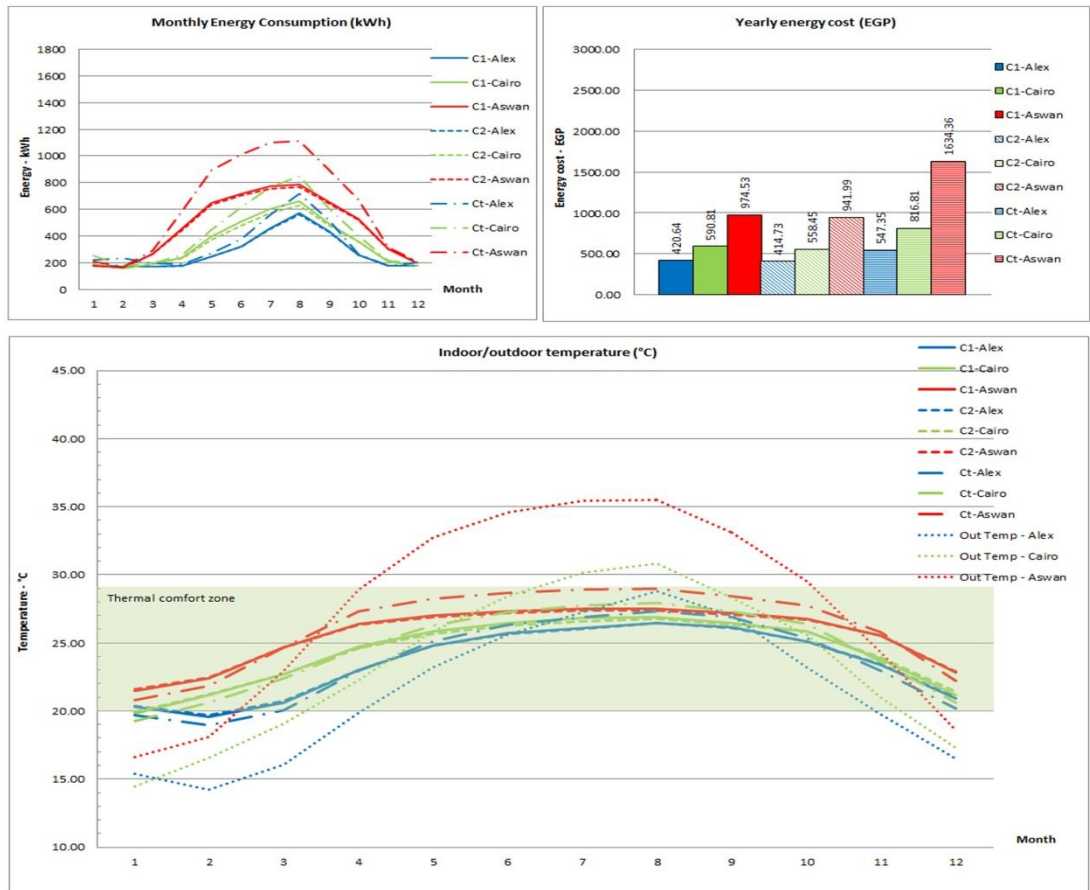 Monthly Energy Consumption (kWh)
Energy - kWh
1800
1600
1400
1200
1000
800
600
400
200
0
1 2 3 4 5 6 7 8 9 10 11 12
Month
C1-Alex
C1-Cairo
C1-Aswan
C2-Alex
C2-Cairo
C2-Aswan
Ct-Alex
Ct-Cairo
Ct-Aswan
Yearly energy cost (EGP)
Energy cost - EGP
3000.00
2500.00
2000.00
1500.00
1000.00
500.00
0.00
420.64
590.81
974.53
414.73
558.45
941.99
547.35
816.81
1634.36
C1-Alex
C1-Cairo
C1-Aswan
C2-Alex
C2-Cairo
C2-Aswan
Ct-Alex
Ct-Cairo
Ct-Aswan
Indoor/outdoor temperature (°C)
Temperature - °C
45.00
40.00
35.00
30.00
25.00
20.00
15.00
10.00
Thermal comfort zone
C1-Alex
C1-Cairo
C1-Aswan
C2-Alex
C2-Cairo
C2-Aswan
Ct-Alex
Ct-Cairo
Ct-Aswan
Out Temp - Alex
Out Temp - Cairo
Out Temp - Aswan
Month
1 2 3 4 5 6 7 8 9 10 11 12